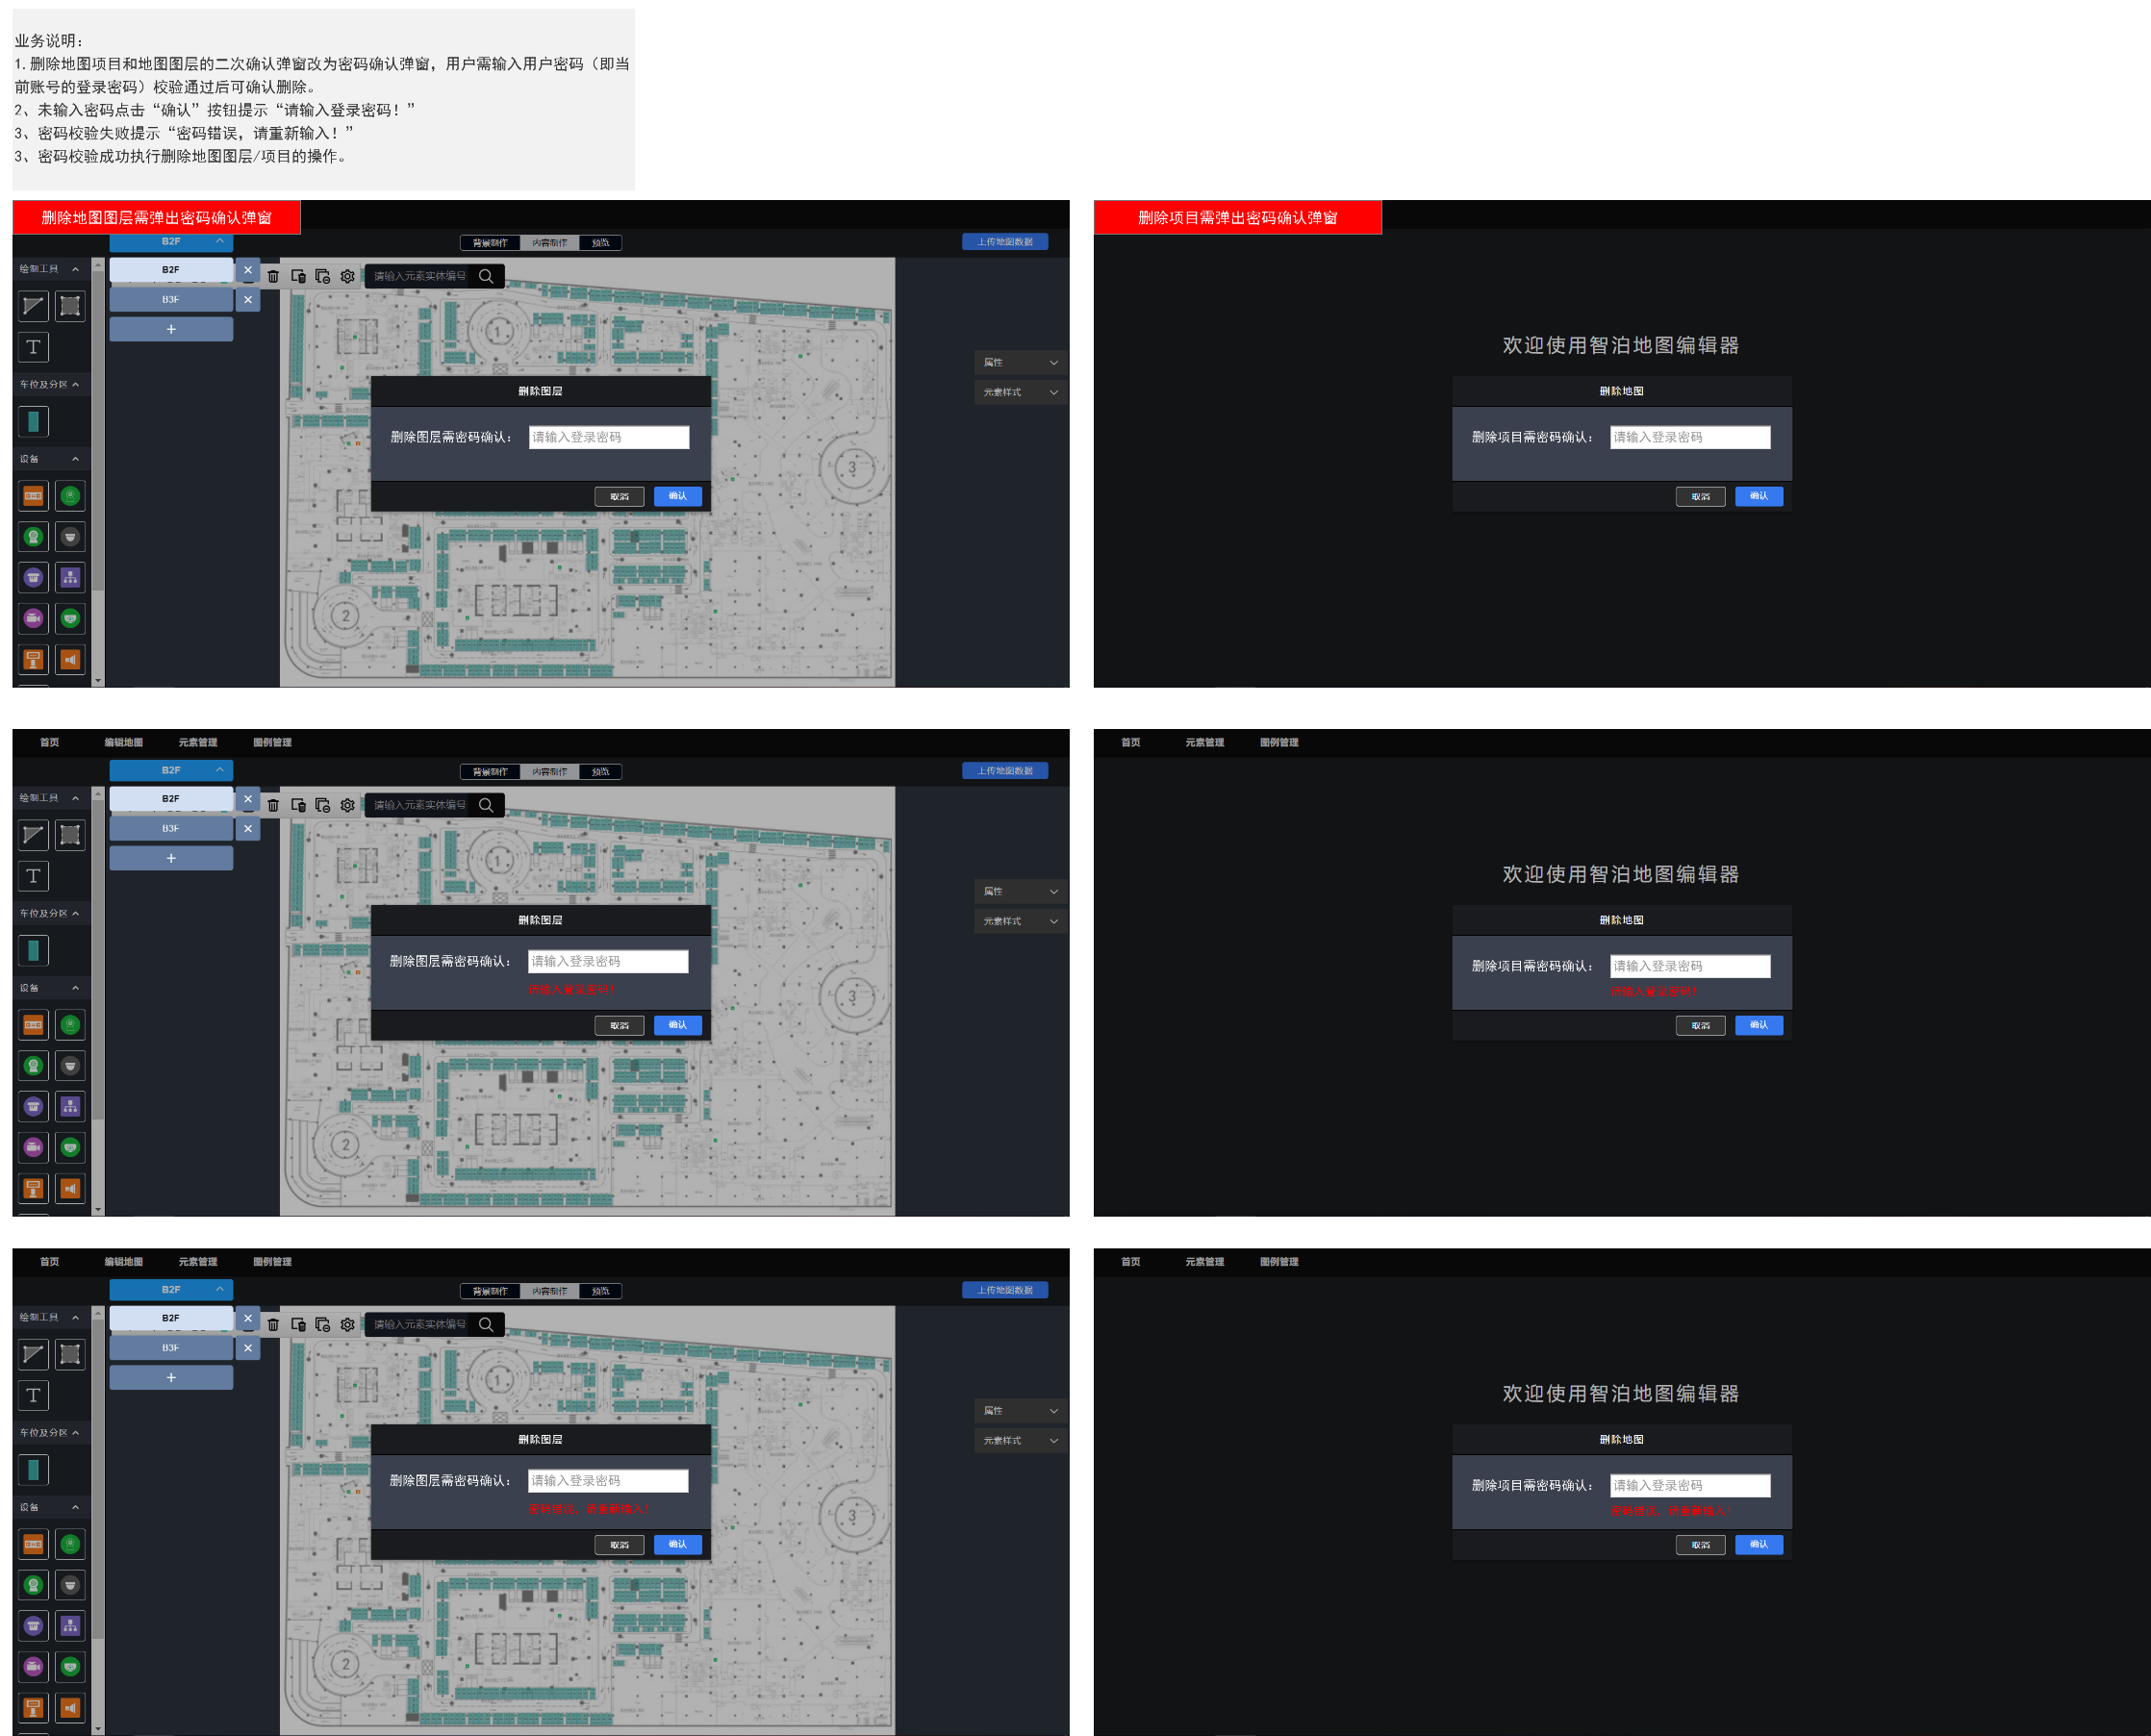 业务说明：
1.删除地图项目和地图图层的二次确认弹窗改为密码确认弹窗，用户需输入用户密码（即当
前账号的登录密码）校验通过后可确认删除。
2、未输入密码点击“确认”按钮提示“请输入登录密码！”
3、密码校验失败提示“密码错误，请重新输入！”
3、密码校验成功执行删除地图图层/项目的操作。
删除地图图层需弹出密码确认弹窗
B2F
背景制作 内容制作 预览
上传地图数据
绘制工具
B2F
请输入元素实体编号
B3F
+
T
1
属性
车位及分区
元素样式
删除图层
删除图层需密码确认：
请输入登录密码
设备
3
取消 确认
2
删除项目需弹出密码确认弹窗
欢迎使用智泊地图编辑器
删除地图
删除项目需密码确认：
请输入登录密码
取消 确认
首页 编辑地图 元素管理 图例管理
B2F
背景制作 内容制作 预览
上传地图数据
绘制工具
B2F
请输入元素实体编号
B3F
+
T
1
属性
车位及分区
元素样式
删除图层
删除图层需密码确认：
请输入登录密码
请输入登录密码！
设备
3
取消 确认
2
首页 元素管理 图例管理
欢迎使用智泊地图编辑器
删除地图
删除项目需密码确认：
请输入登录密码
请输入登录密码！
取消 确认
首页 编辑地图 元素管理 图例管理
B2F
背景制作 内容制作 预览
上传地图数据
绘制工具
B2F
请输入元素实体编号
B3F
+
T
1
属性
车位及分区
元素样式
删除图层
删除图层需密码确认：
请输入登录密码
密码错误，请重新输入！
设备
3
取消 确认
2
首页 元素管理 图例管理
欢迎使用智泊地图编辑器
删除地图
删除项目需密码确认：
请输入登录密码
密码错误，请重新输入！
取消 确认